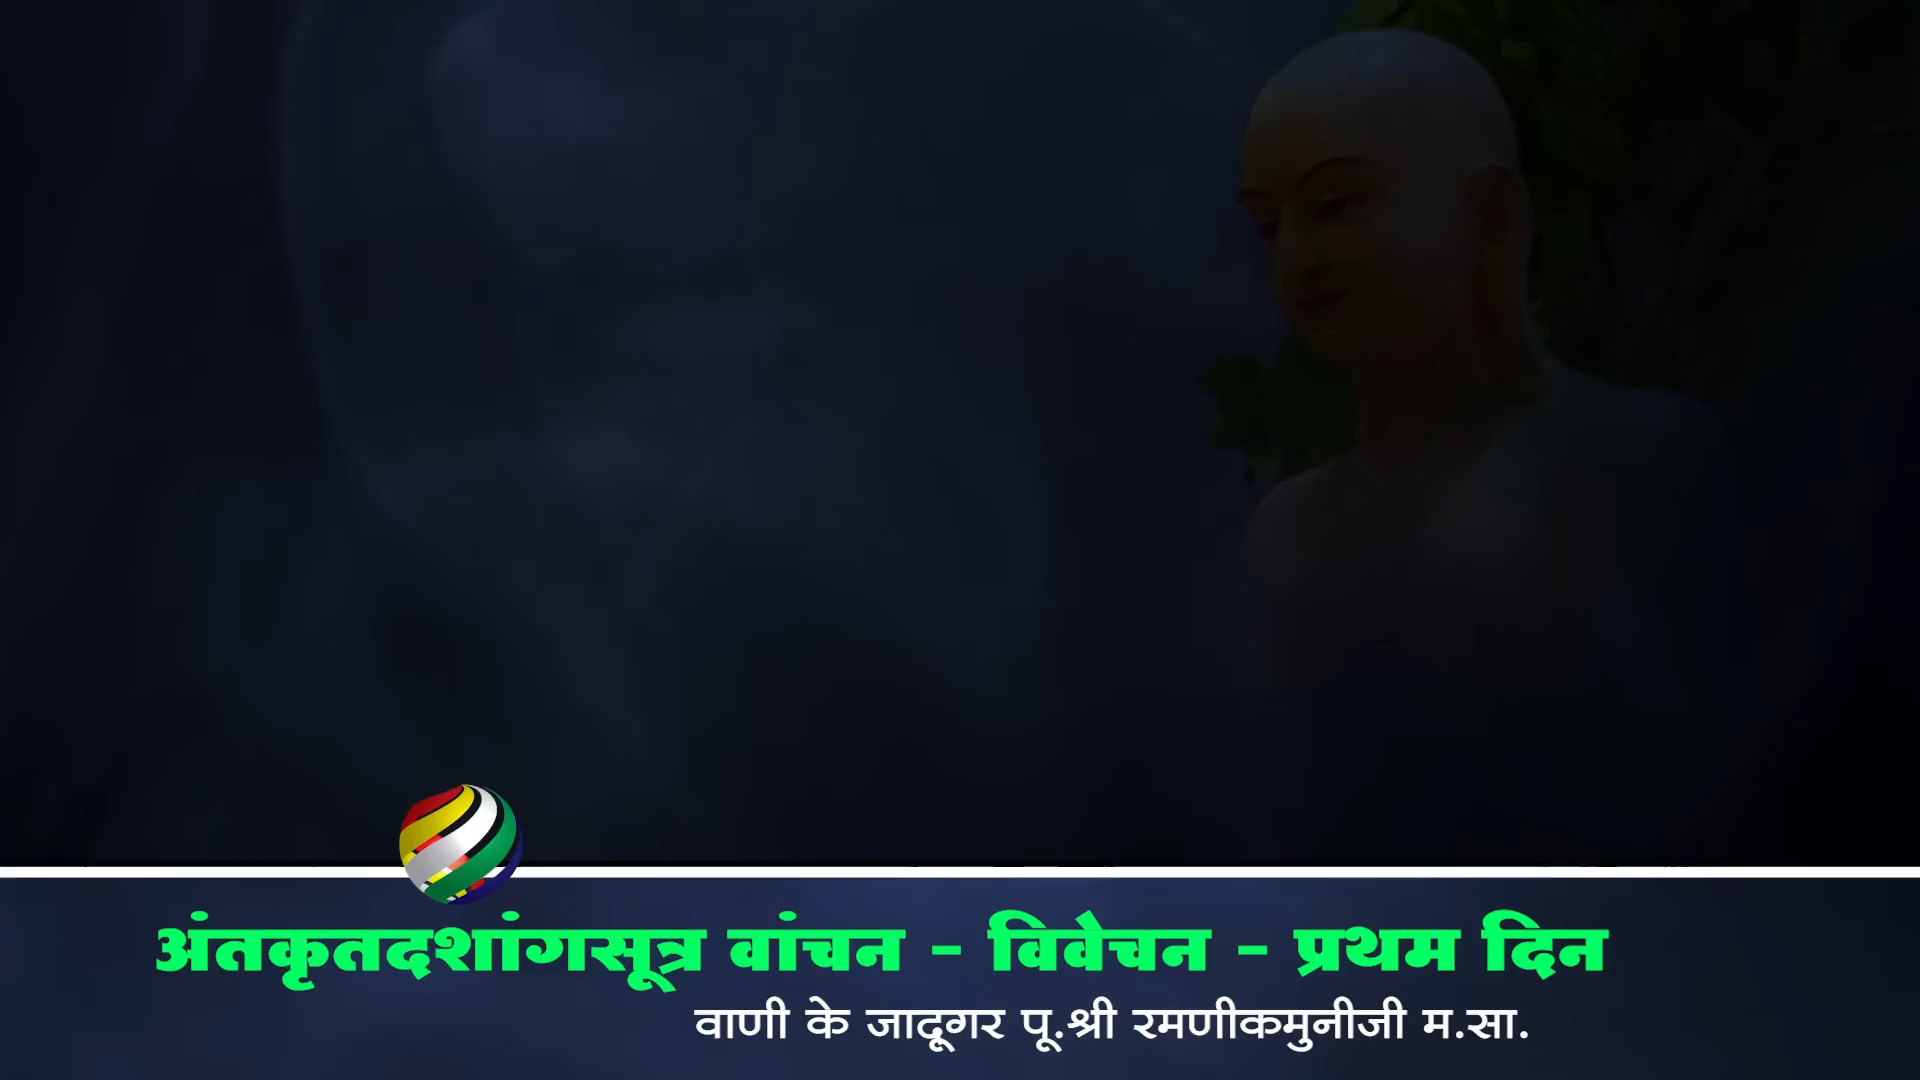 अंतकृतदशांगसूत्र वांचन - विवेचन - प्रथम दिन
वाणी के जादूगर पू.श्री रमणीकमुनीजी म.सा.